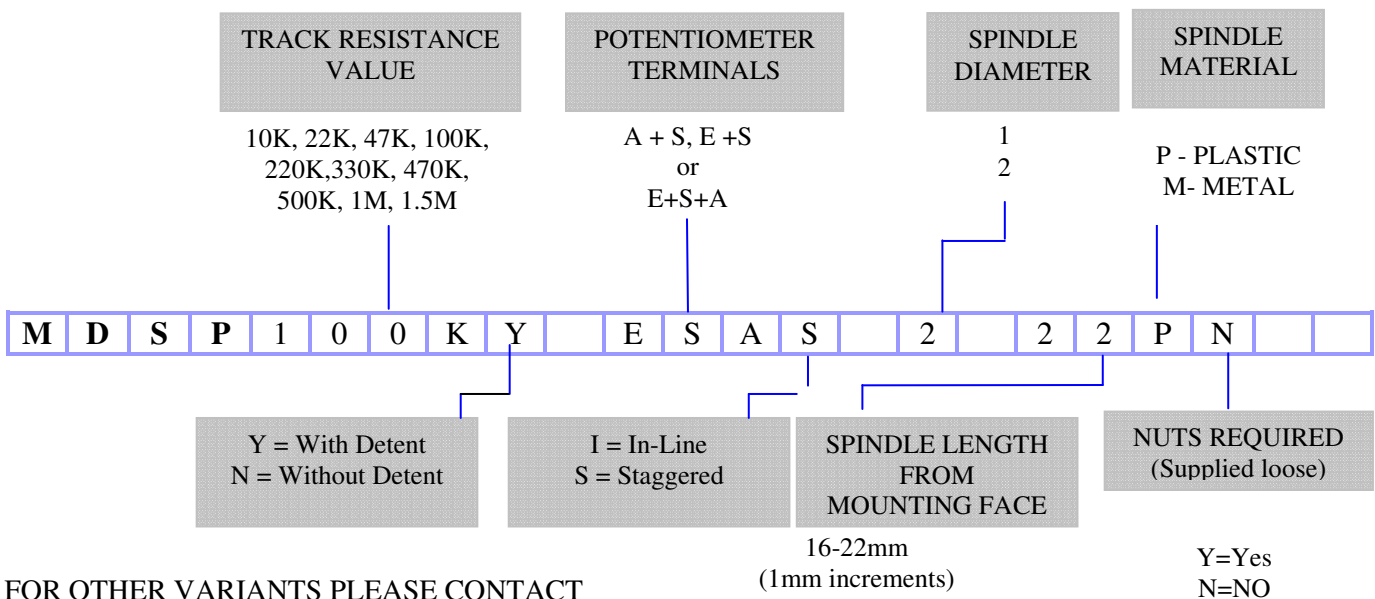 TRACK RESISTANCE
VALUE
10K, 22K, 47K, 100K,
220K,330K, 470K,
500K, 1M, 1.5M
POTENTIOMETER
TERMINALS
A + S, E +S
or
E+S+A
SPINDLE
DIAMETER
1
2
SPINDLE
MATERIAL
P - PLASTIC
M- METAL
M D S P 1 0 0 K Y E S A S 2 2 2 P N
Y = With Detent
N = Without Detent
I = In-Line
S = Staggered
SPINDLE LENGTH
FROM
MOUNTING FACE
16-22mm
(1mm increments)
NUTS REQUIRED
(Supplied loose)
Y=Yes
N=NO
FOR OTHER VARIANTS PLEASE CONTACT